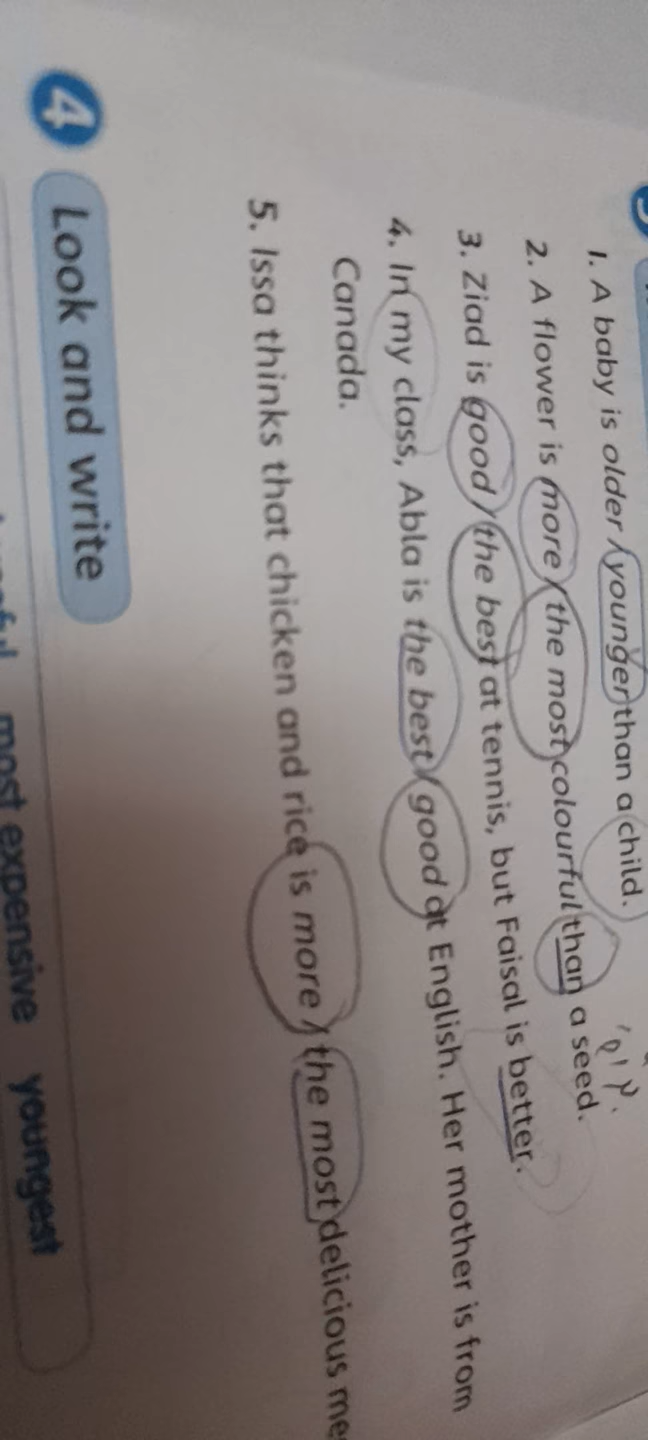 1. A baby is older / younger than a child.
2. A flower is more / the most colourful than a seed.
3. Ziad is good / the best at tennis, but Faisal is better.
4. In my class, Abla is the best / good at English. Her mother is from
Canada.
5. Issa thinks that chicken and rice is more / the most delicious
4 Look and write
most expensive youngest